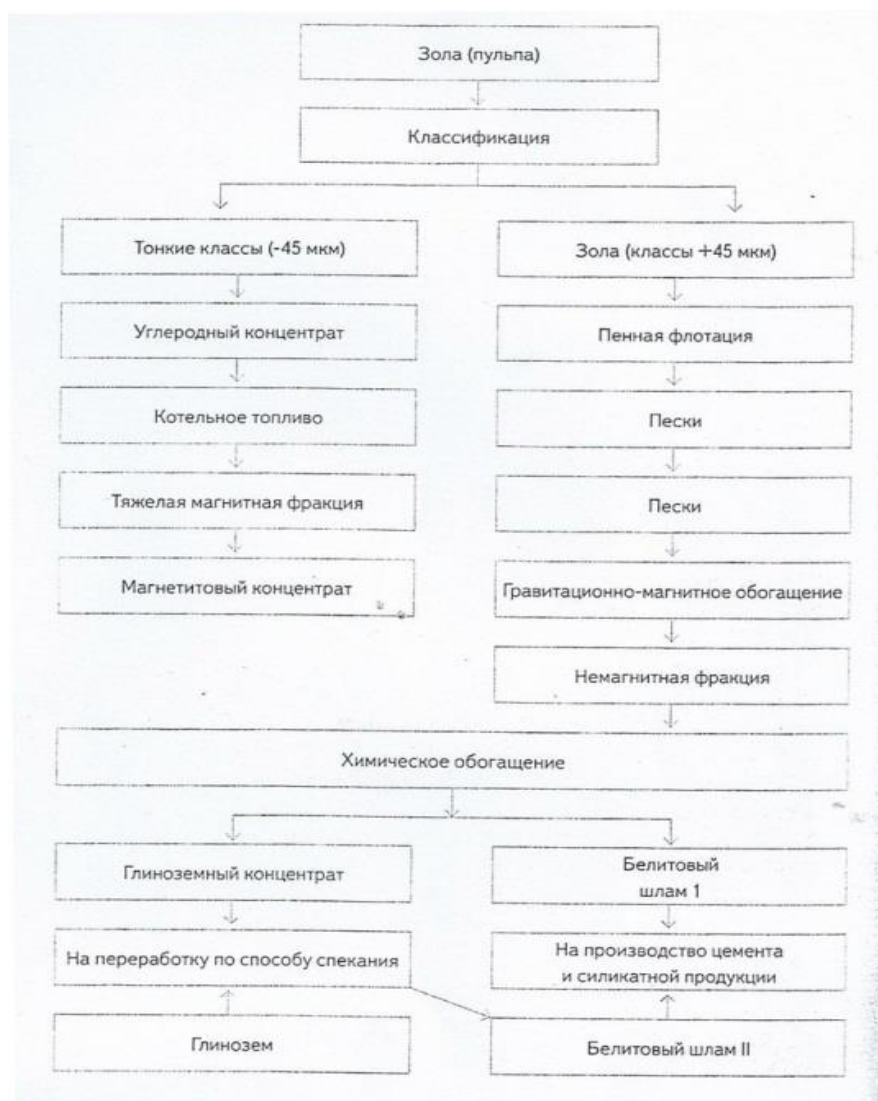 Зола (пульпа)
Классификация
Тонкие классы (-45 мкм)
Зола (классы +45 мкм)
Углеродный концентрат
Пенная флотация
Котельное топливо
Пески
Тяжелая магнитная фракция
Пески
Магнетитовый концентрат
Гравитационно-магнитное обогащение
Немагнитная фракция
Химическое обогащение
Глиноземный концентрат
Белитовый
шлам 1
На переработку по способу спекания
На производство цемента
и силикатной продукции
Глинозем
Белитовый шлам II